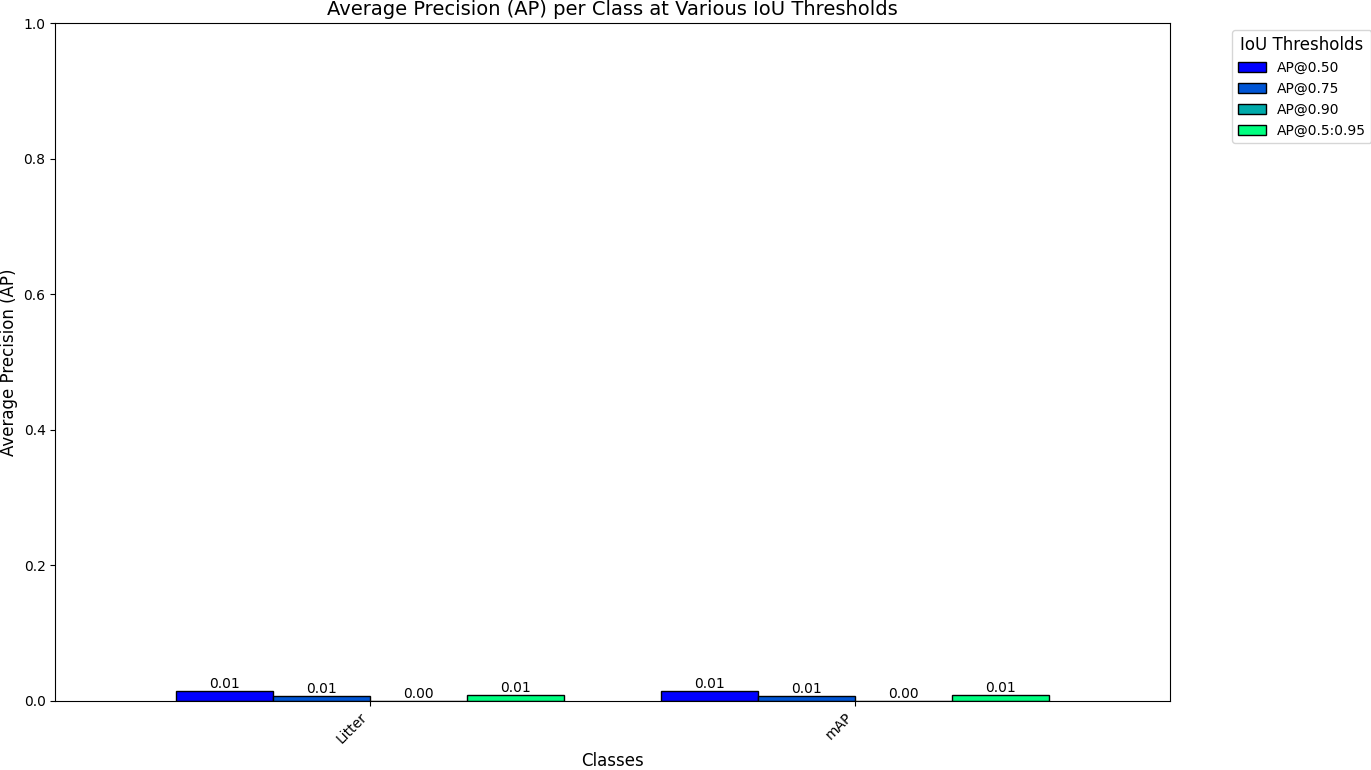 Average Precision (AP) per Class at Various IoU Thresholds
IoU Thresholds
AP@0.50
AP@0.75
AP@0.90
AP@0.5:0.95
Average Precision (AP)
1.0
0.8
0.6
0.4
0.2
0.0
0.01
0.01
0.00
0.01
0.01
0.01
0.00
0.01
Litter
mAP
Classes